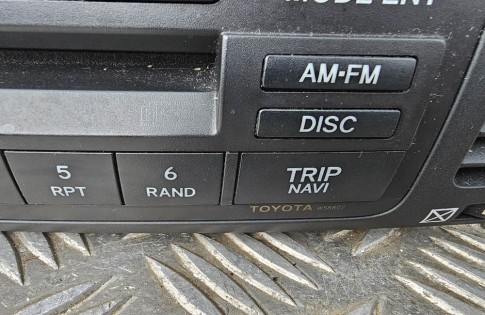 AM•FM
DISC
5
RPT
6
RAND
TRIP
NAVI
TOYOTA